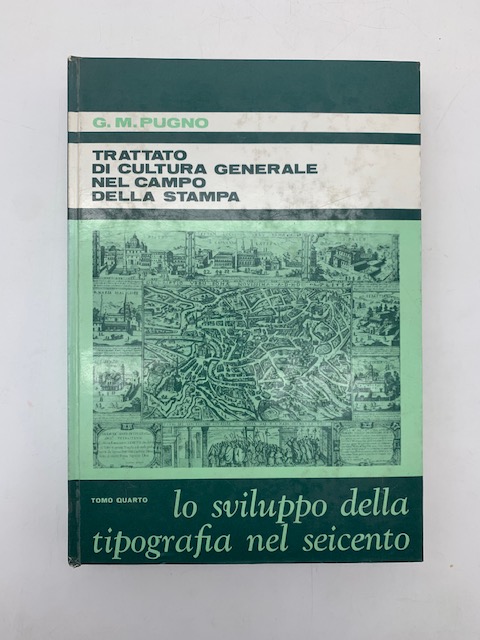 G. M. PUGNO
TRATTATO
DI CULTURA GENERALE
NEL CAMPO
DELLA STAMPA
TOMO QUARTO
lo sviluppo della
tipografia nel seicento